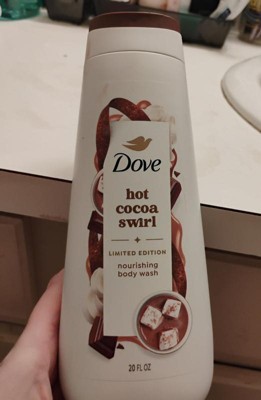 Dove
hot
cocoa
swirl
LIMITED EDITION
nourishing
body wash
20 FL OZ